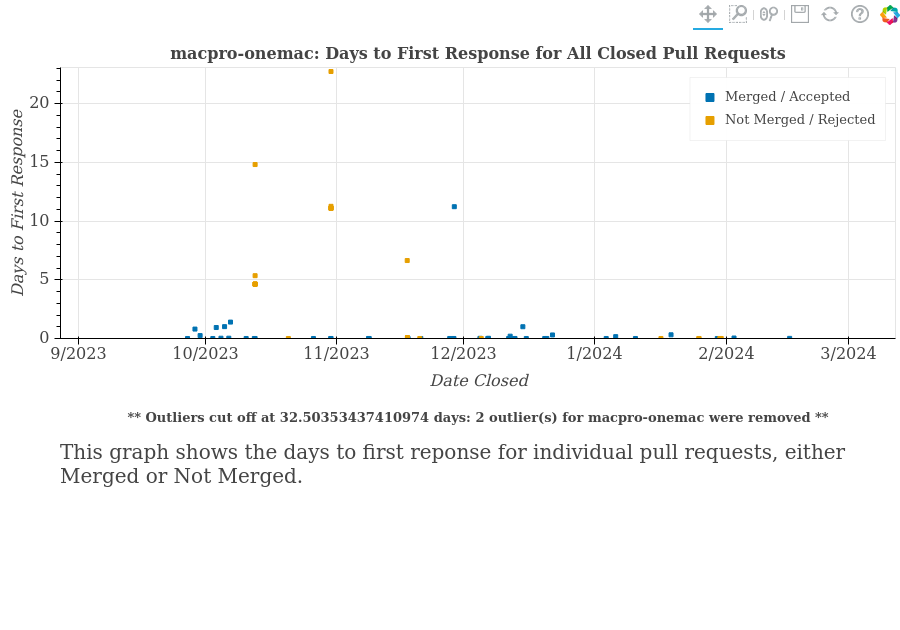 macpro-onemac: Days to First Response for All Closed Pull Requests
Merged / Accepted
Not Merged / Rejected
Days to First Response
20
15
10
5
0
9/2023 10/2023 11/2023 12/2023 1/2024 2/2024 3/2024
Date Closed
** Outliers cut off at 32.50353437410974 days: 2 outlier(s) for macpro-onemac were removed **
This graph shows the days to first reponse for individual pull requests, either
Merged or Not Merged.